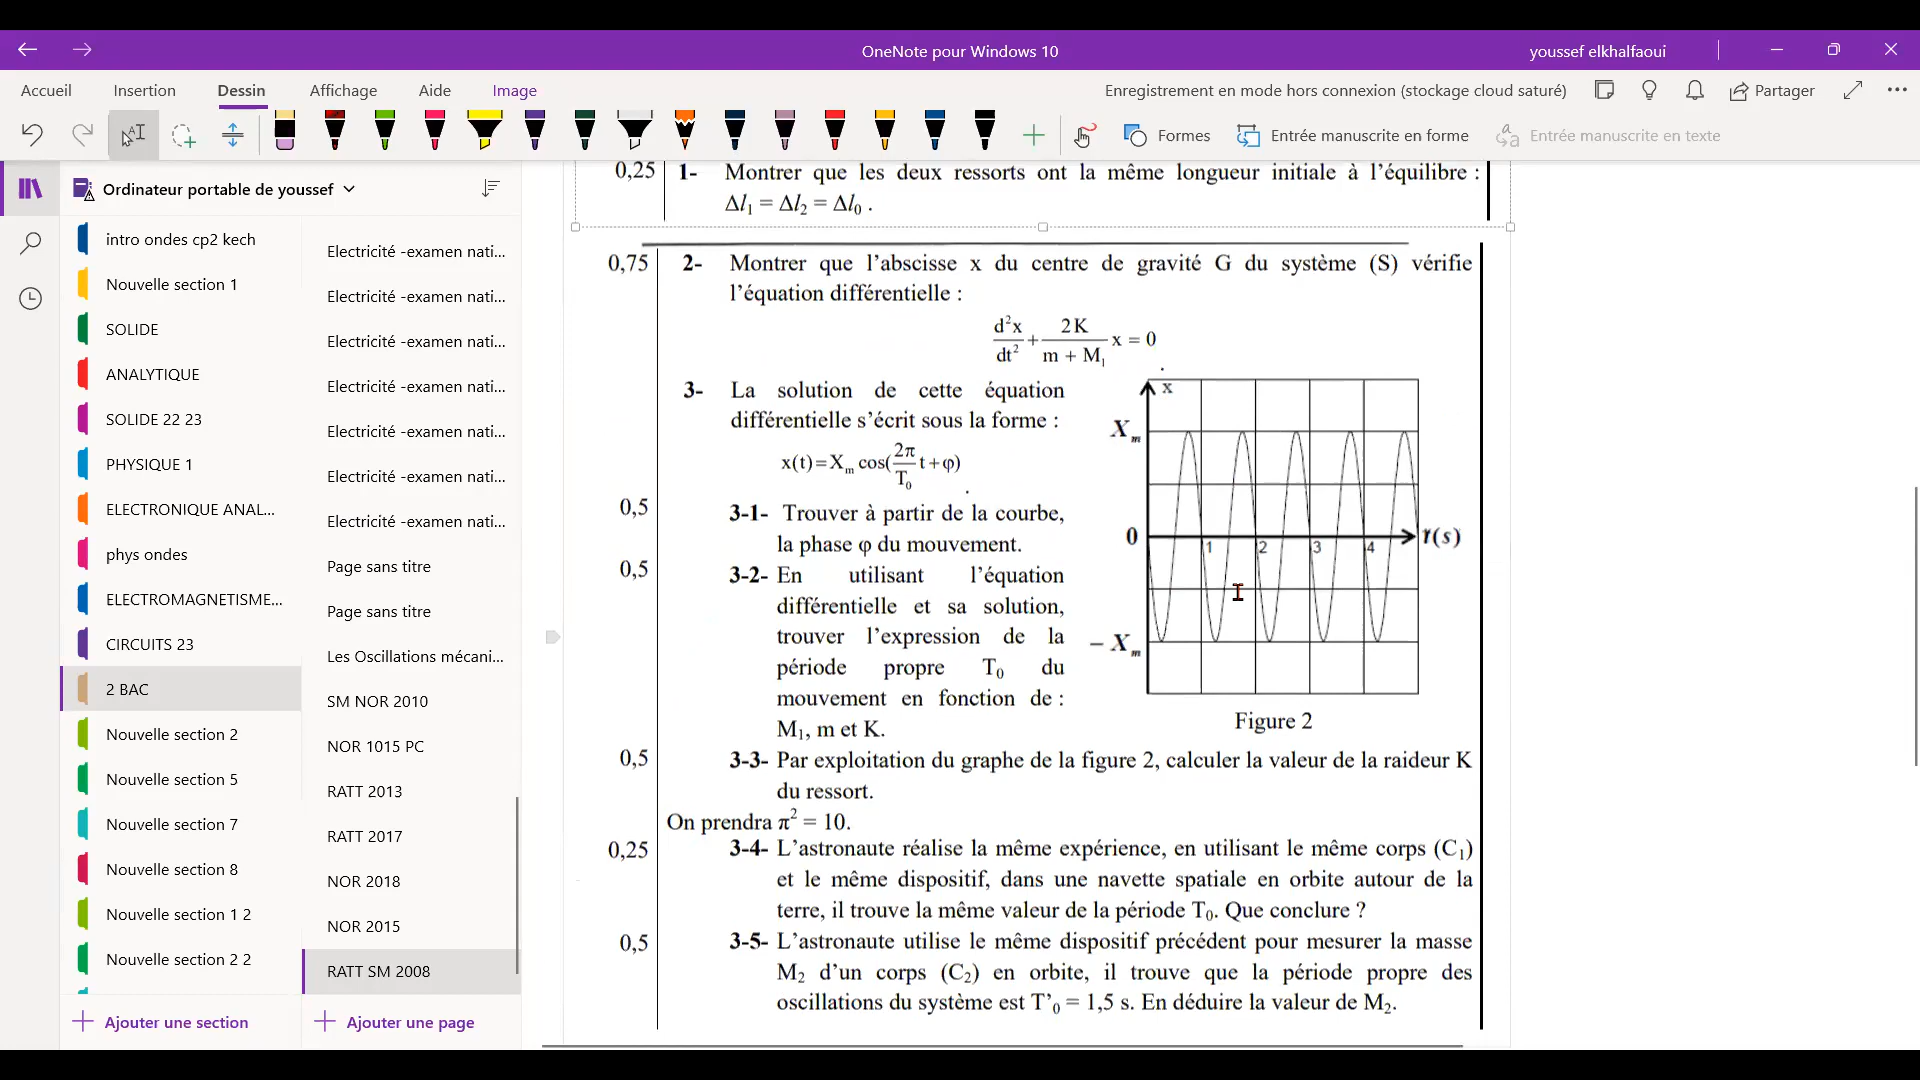 OneNote pour Windows 10
youssef elkhalfaoui
Accueil
Insertion
Dessin
Affichage
Aide
Image
Enregistrement en mode hors connexion (stockage cloud saturé)
Partager
Formes
Entrée manuscrite en forme
Entrée manuscrite en texte
Ordinateur portable de youssef
intro ondes cp2 kech
Nouvelle section 1
SOLIDE
ANALYTIQUE
SOLIDE 22 23
PHYSIQUE 1
ELECTRONIQUE ANAL...
phys ondes
ELECTROMAGNETISME...
CIRCUITS 23
2 BAC
Nouvelle section 2
Nouvelle section 5
Nouvelle section 7
Nouvelle section 8
Nouvelle section 1 2
Nouvelle section 2 2
Ajouter une section
Electricité -examen nati...
Electricité -examen nati...
Electricité -examen nati...
Electricité -examen nati...
Electricité -examen nati...
Electricité -examen nati...
Electricité -examen nati...
Page sans titre
Page sans titre
Les Oscillations mécani...
SM NOR 2010
NOR 1015 PC
RATT 2013
RATT 2017
NOR 2018
NOR 2015
RATT SM 2008
Ajouter une page
0,25 1- Montrer que les deux ressorts ont la même longueur initiale à l'équilibre :
Δl₁ = Δl₂ = Δl₀ .
0,75 2- Montrer que l'abscisse x du centre de gravité G du système (S) vérifie
l'équation différentielle :
d²x/dt² + 2K/(m + M₁) x = 0 .
3- La solution de cette équation
différentielle s'écrit sous la forme :
x(t)=Xₘ cos(2π/T₀ t+φ) .
0,5 3-1- Trouver à partir de la courbe,
la phase φ du mouvement.
0,5 3-2- En utilisant l'équation
différentielle et sa solution,
trouver l'expression de la
période propre T₀ du
mouvement en fonction de :
M₁, m et K.
x
Xₘ
0 1 2 3 4 t(s)
– Xₘ
Figure 2
0,5 3-3- Par exploitation du graphe de la figure 2, calculer la valeur de la raideur K
du ressort.
On prendra π² = 10.
0,25 3-4- L'astronaute réalise la même expérience, en utilisant le même corps (C₁)
et le même dispositif, dans une navette spatiale en orbite autour de la
terre, il trouve la même valeur de la période T₀. Que conclure ?
0,5 3-5- L'astronaute utilise le même dispositif précédent pour mesurer la masse
M₂ d'un corps (C₂) en orbite, il trouve que la période propre des
oscillations du système est T'₀ = 1,5 s. En déduire la valeur de M₂.